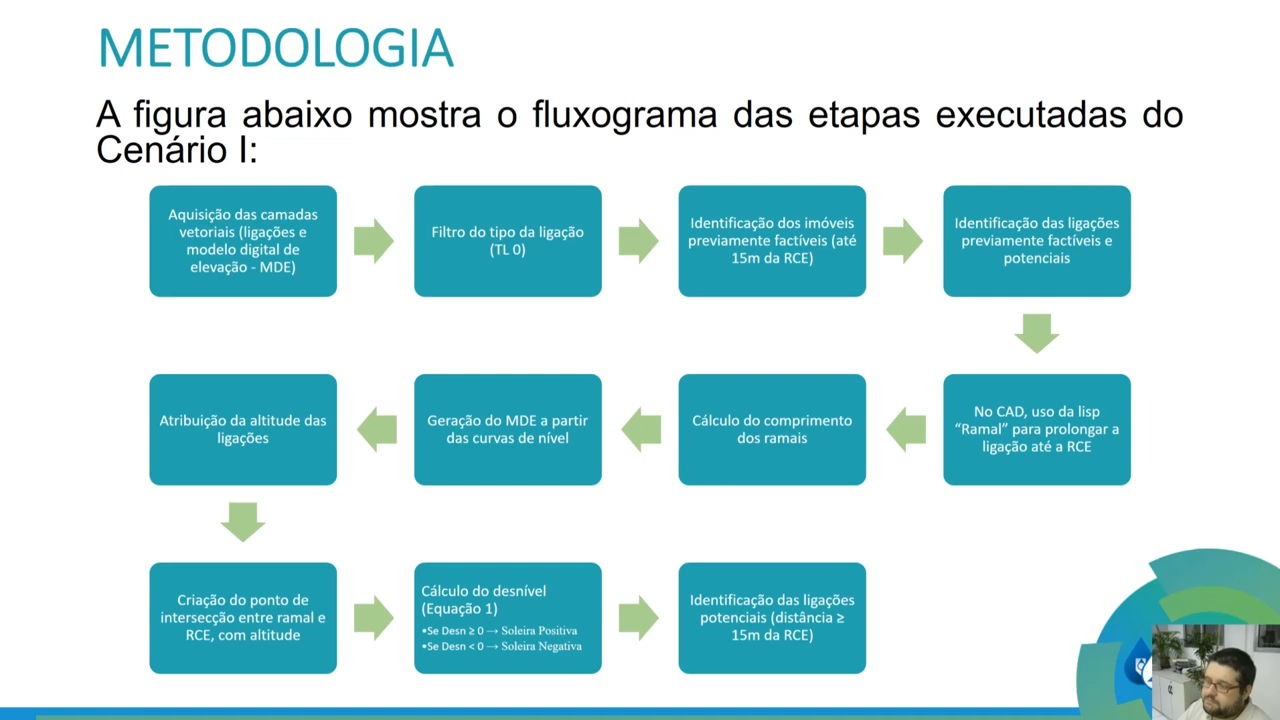 METODOLOGIA
A figura abaixo mostra o fluxograma das etapas executadas do
Cenário I:
Aquisição das camadas
vetoriais (ligações e
modelo digital de
elevação - MDE)
Filtro do tipo da ligação
(TL 0)
Identificação dos imóveis
previamente factíveis (até
15m da RCE)
Identificação das ligações
previamente factíveis e
potenciais
No CAD, uso da lisp
“Ramal” para prolongar a
ligação até a RCE
Cálculo do comprimento
dos ramais
Geração do MDE a partir
das curvas de nível
Atribuição da altitude das
ligações
Criação do ponto de
intersecção entre ramal e
RCE, com altitude
Cálculo do desnível
(Equação 1)
•Se Desn ≥ 0 → Soleira Positiva
•Se Desn < 0 → Soleira Negativa
Identificação das ligações
potenciais (distância ≥
15m da RCE)